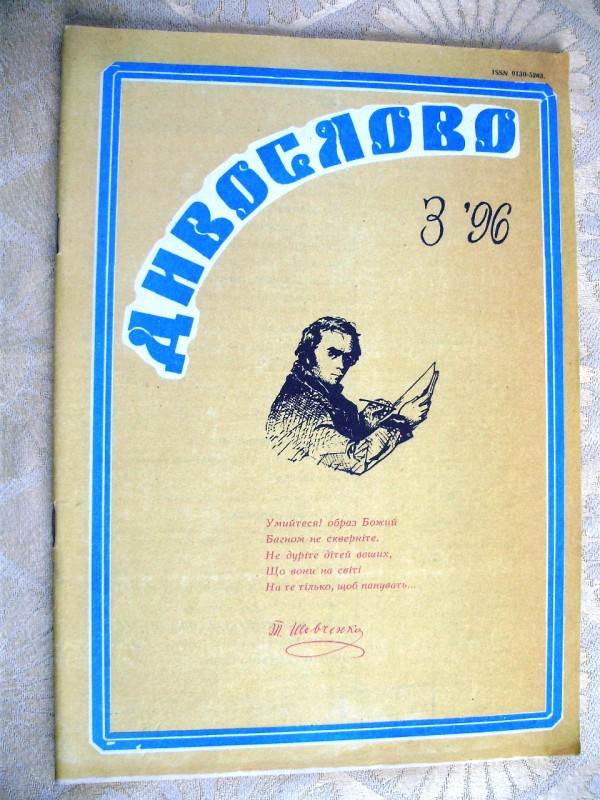 ISSN 0130-5263.
ДИВОСЛОВО
3 '96
Умийтеся! образ Божий
Багном не скверніте.
Не дуріте дітей ваших,
Що вони на світі
На те тілько, щоб панувать...
Т. Шевченко